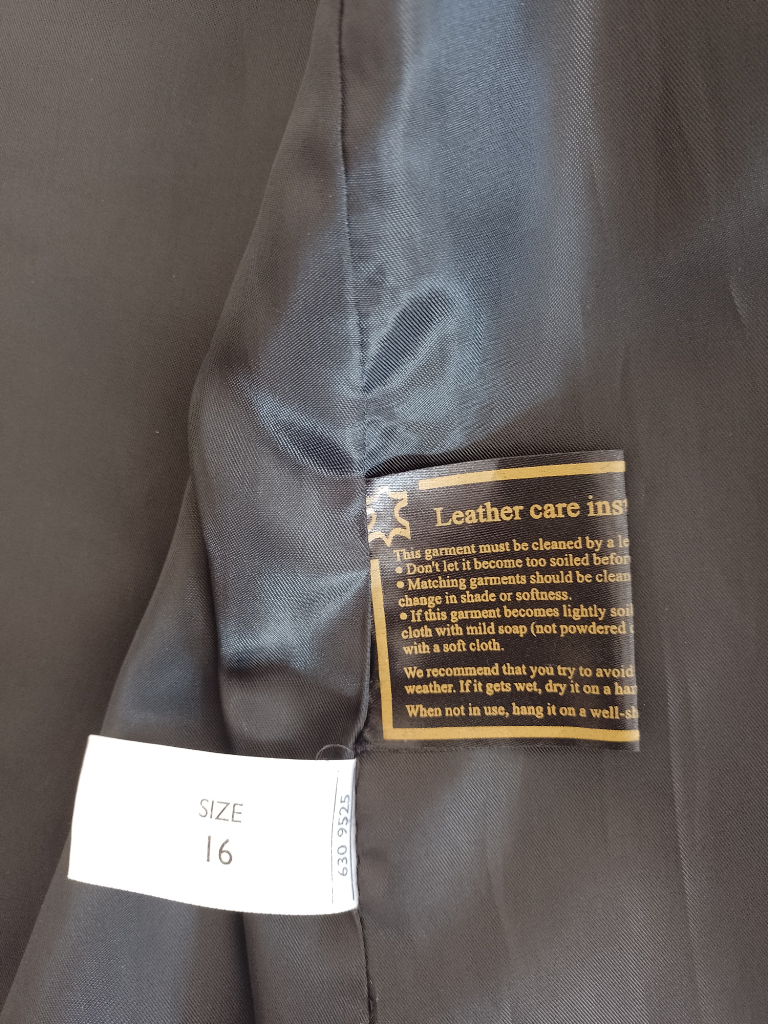 Leather care ins
This garment must be cleaned by a le
• Don't let it become too soiled befor
• Matching garments should be clean
change in shade or softness.
• If this garment becomes lightly soi
cloth with mild soap (not powdered
with a soft cloth.
We recommend that you try to avoid
weather. If it gets wet, dry it on a han
When not in use, hang it on a well-sh
SIZE
16
630 9525